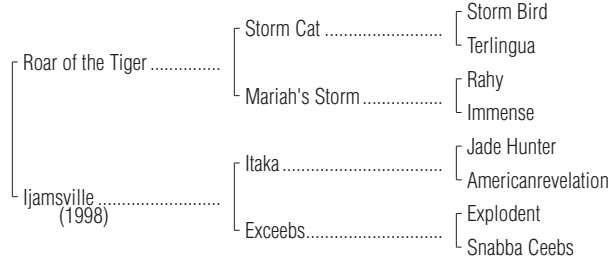 Storm Bird
Storm Cat ..........................
Terlingua
Roar of the Tiger ...............
Rahy
Mariah's Storm .................
Immense
Jade Hunter
Itaka ..................................
Americanrevelation
Ijamsville ..........................
(1998)
Explodent
Exceebs.............................
Snabba Ceebs